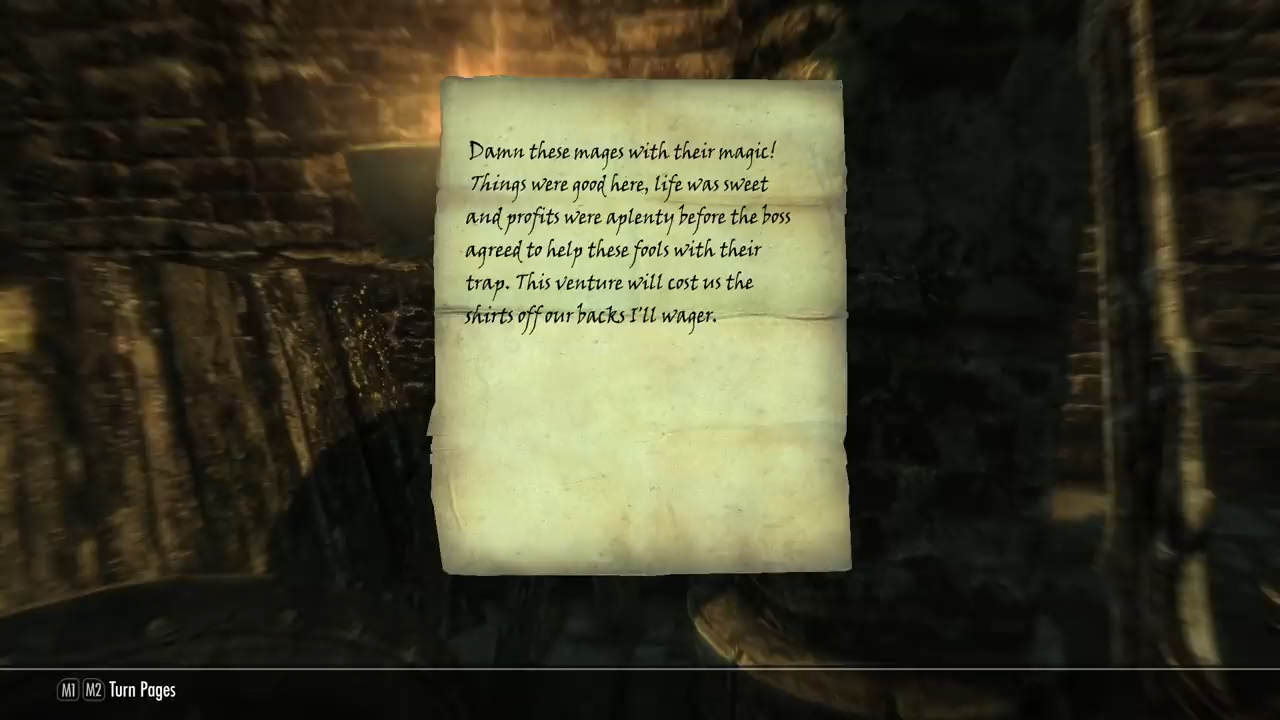 Damn these mages with their magic!
Things were good here, life was sweet
and profits were aplenty before the boss
agreed to help these fools with their
trap. This venture will cost us the
shirts off our backs I'll wager.
M1 M2 Turn Pages